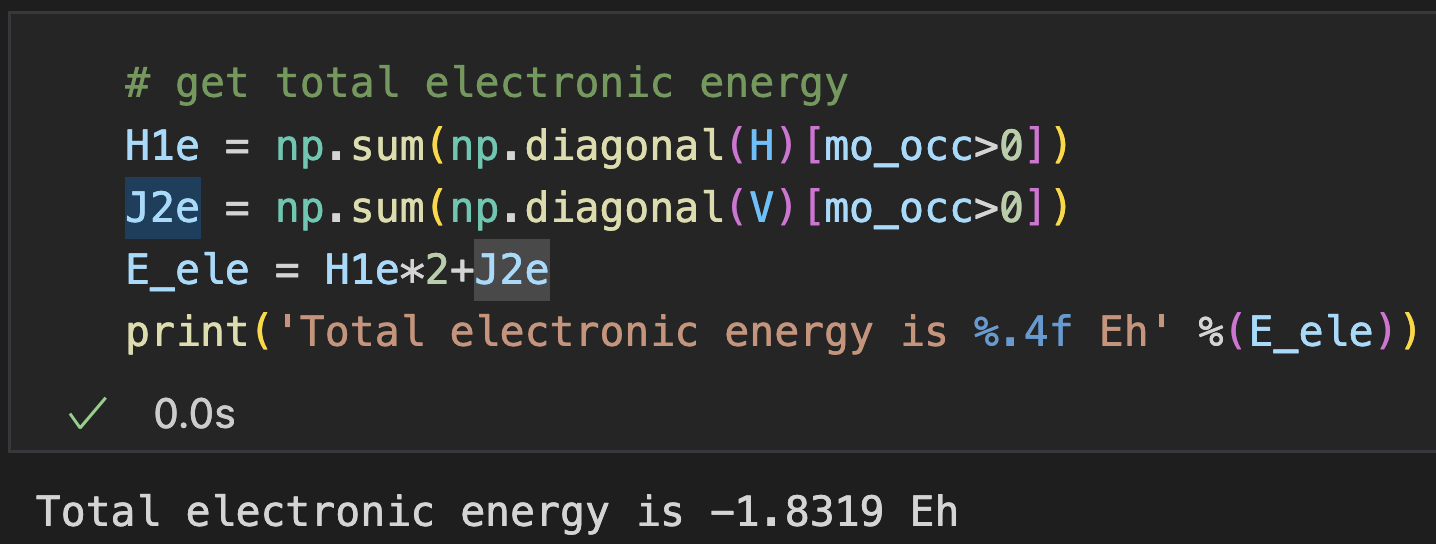 # get total electronic energy
H1e = np.sum(np.diagonal(H)[mo_occ>0])
J2e = np.sum(np.diagonal(V)[mo_occ>0])
E_ele = H1e*2+J2e
print('Total electronic energy is %.4f Eh' %(E_ele))
0.0s
Total electronic energy is -1.8319 Eh